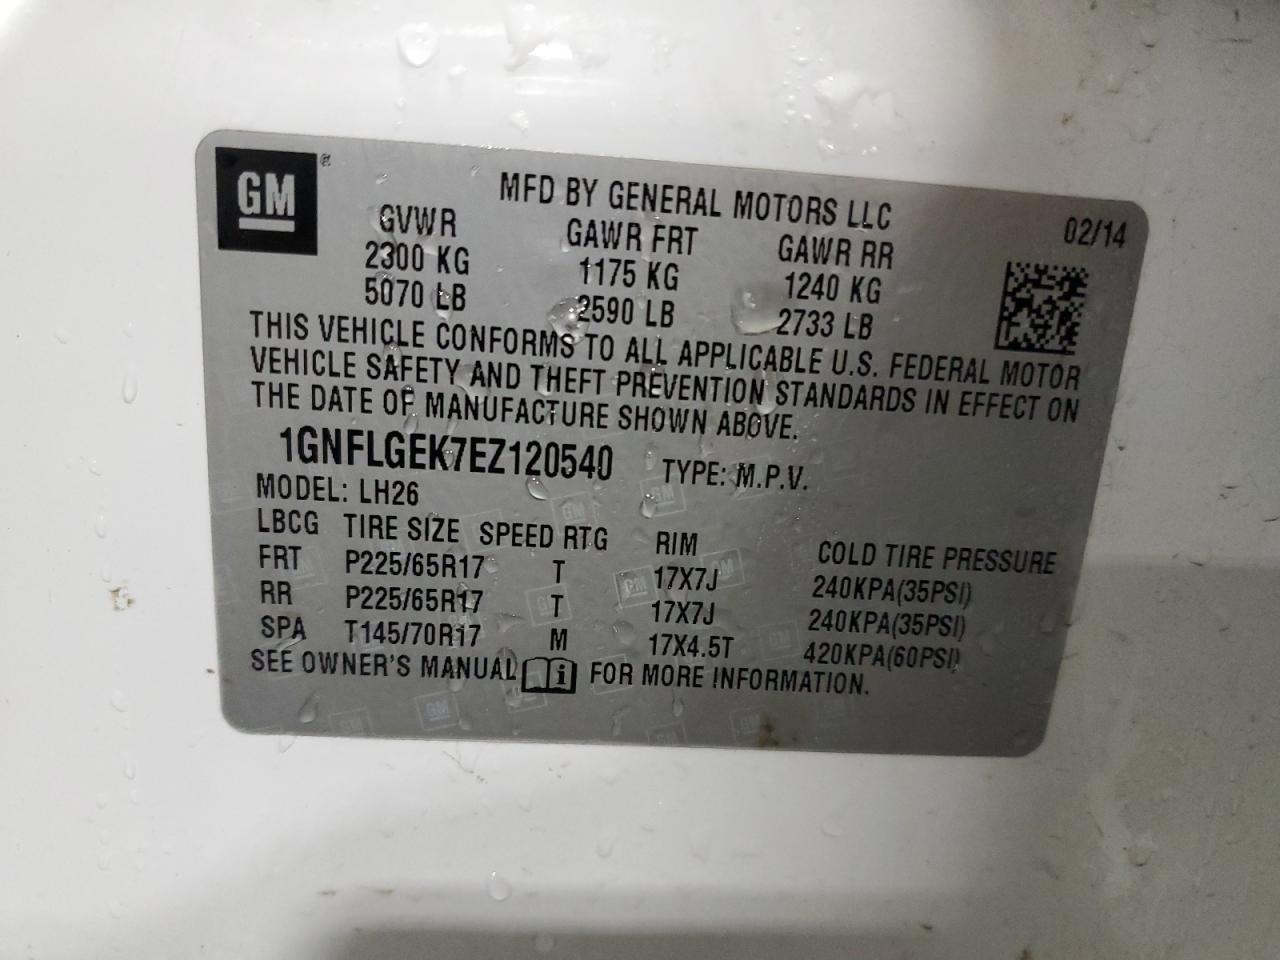 GM®
MFD BY GENERAL MOTORS LLC
02/14
GVWR GAWR FRT GAWR RR
2300 KG 1175 KG 1240 KG
5070 LB 2590 LB 2733 LB
THIS VEHICLE CONFORMS TO ALL APPLICABLE U.S. FEDERAL MOTOR
VEHICLE SAFETY AND THEFT PREVENTION STANDARDS IN EFFECT ON
THE DATE OF MANUFACTURE SHOWN ABOVE.
1GNFLGEK7EZ120540 TYPE: M.P.V.
MODEL: LH26
LBCG TIRE SIZE SPEED RTG RIM COLD TIRE PRESSURE
FRT P225/65R17 T 17X7J 240KPA(35PSI)
RR P225/65R17 T 17X7J 240KPA(35PSI)
SPA T145/70R17 M 17X4.5T 420KPA(60PSI)
SEE OWNER'S MANUAL i FOR MORE INFORMATION.